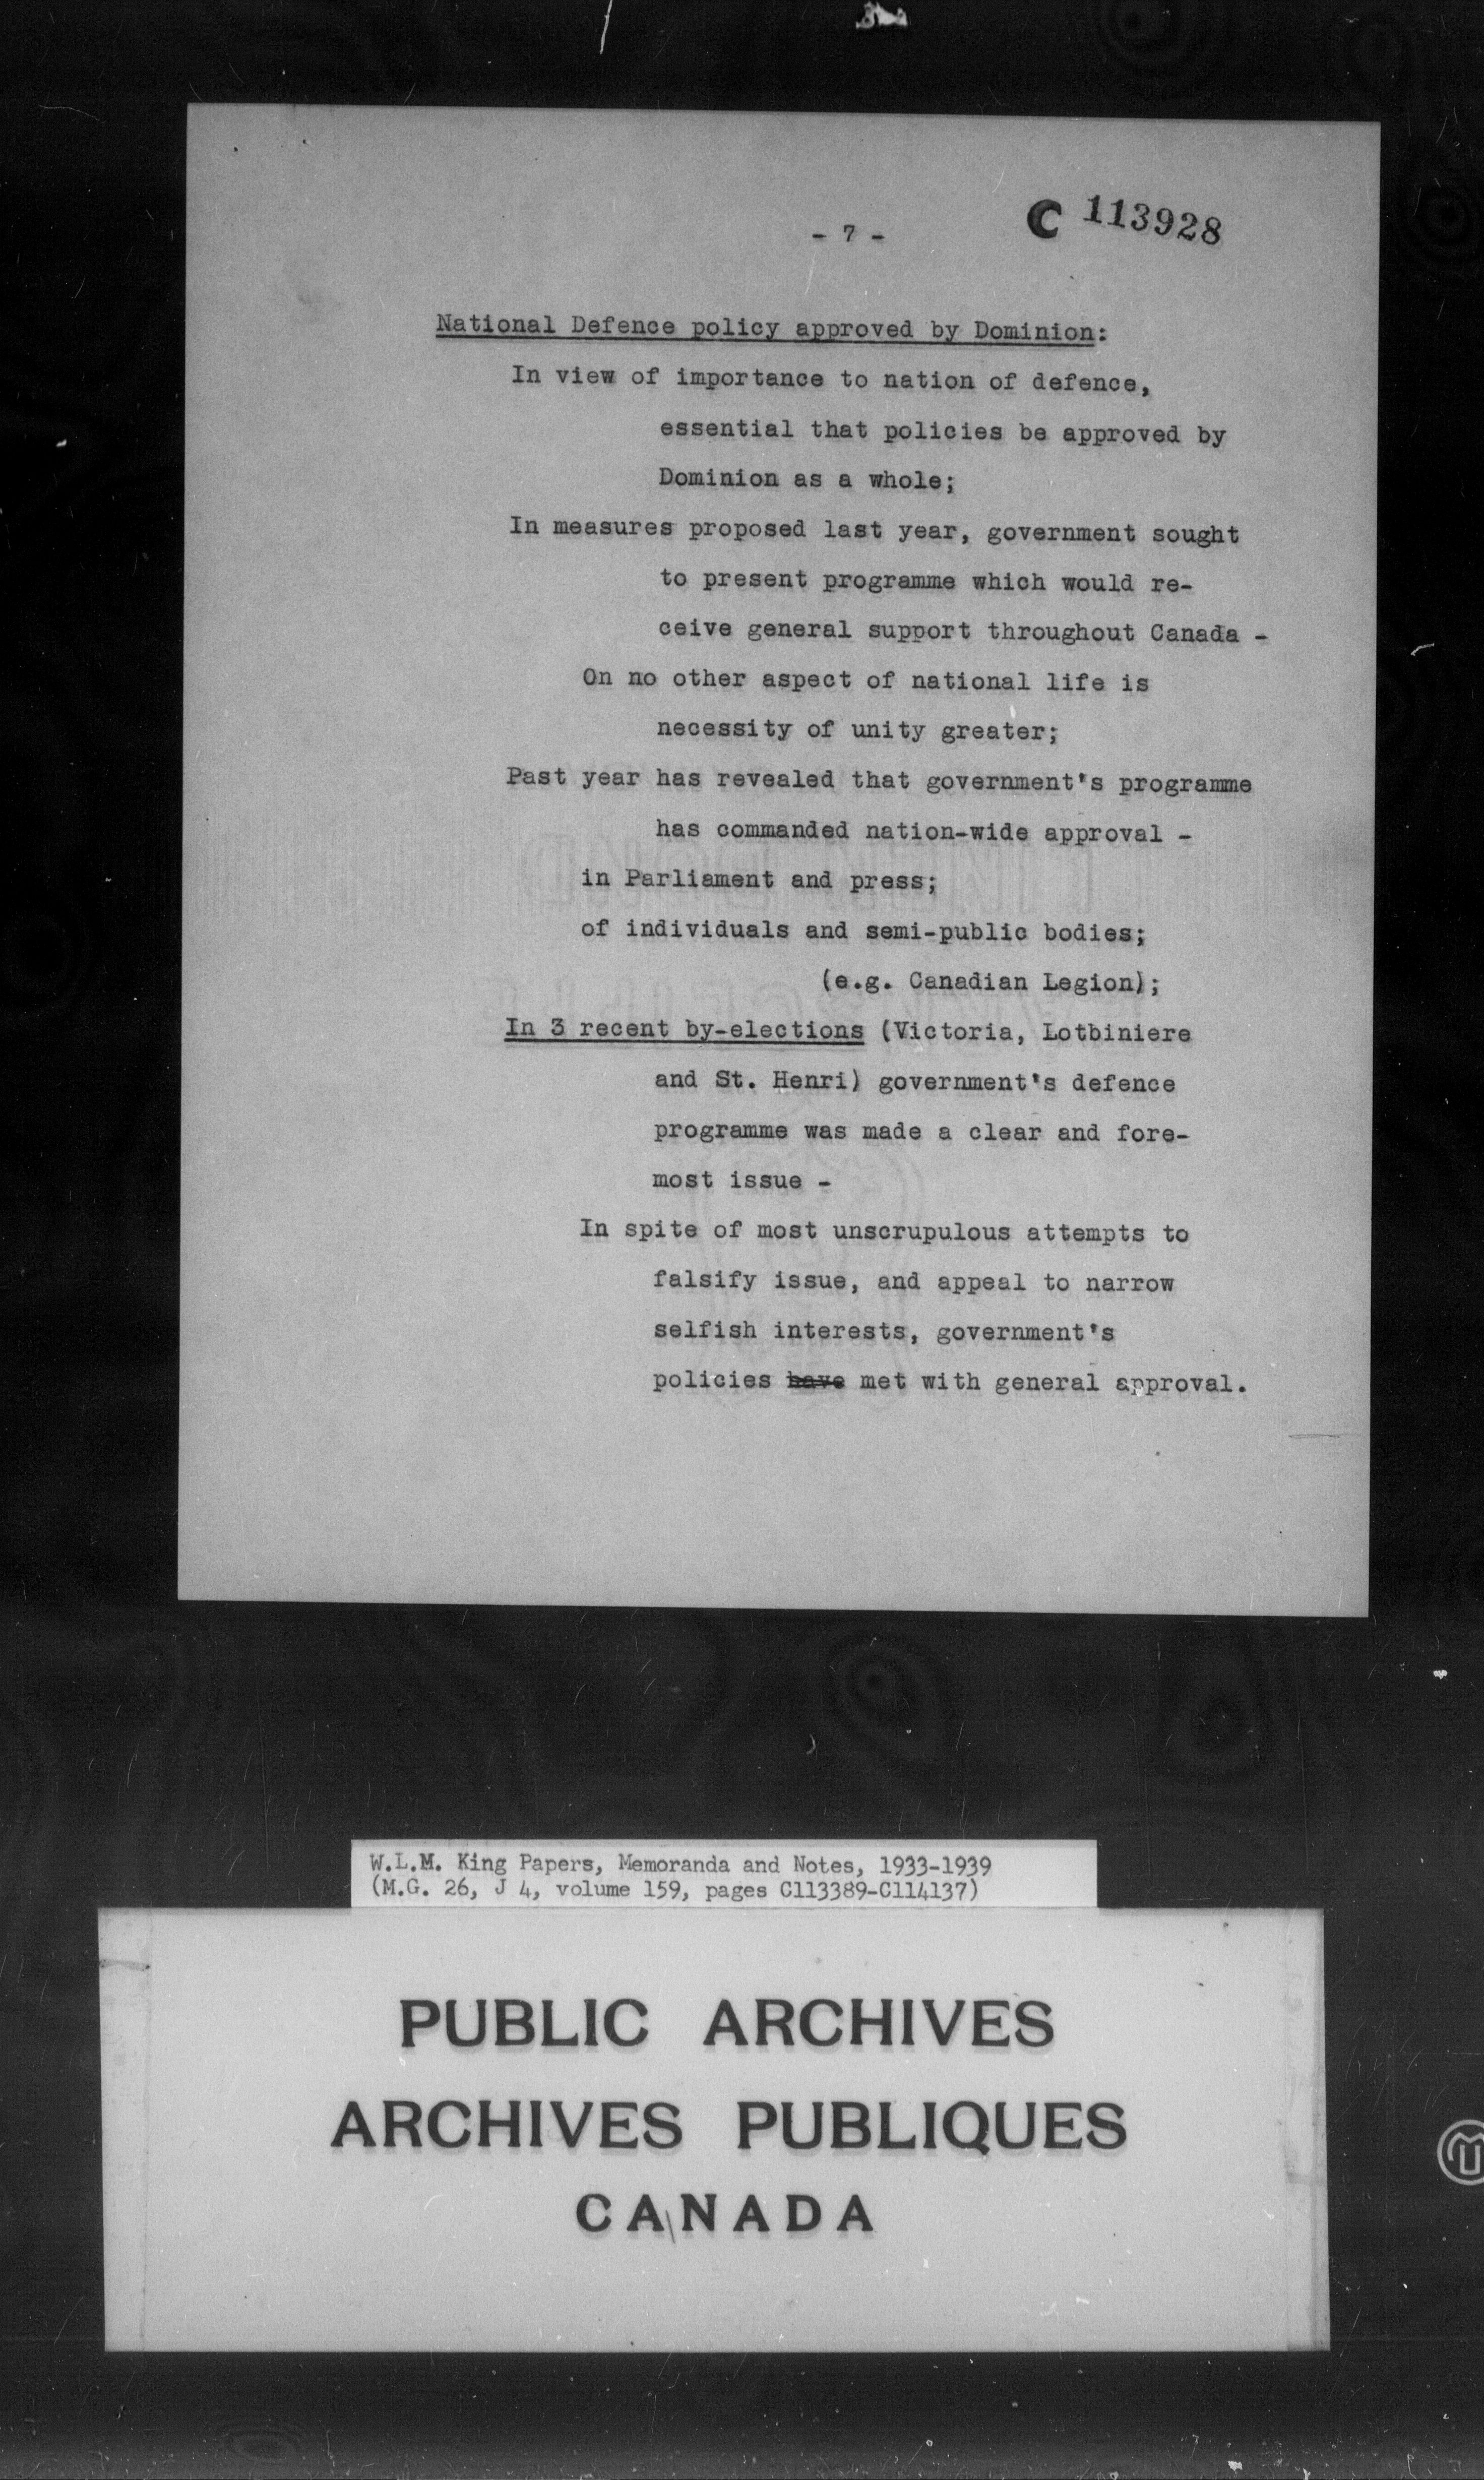 - 7 -
C 113928
National Defence policy approved by Dominion:
In view of importance to nation of defence,
essential that policies be approved by
Dominion as a whole;
In measures proposed last year, government sought
to present programme which would re-
ceive general support throughout Canada -
On no other aspect of national life is
necessity of unity greater;
Past year has revealed that government's programme
has commanded nation-wide approval -
in Parliament and press;
of individuals and semi-public bodies;
(e.g. Canadian Legion);
In 3 recent by-elections (Victoria, Lotbiniere
and St. Henri) government's defence
programme was made a clear and fore-
most issue -
In spite of most unscrupulous attempts to
falsify issue, and appeal to narrow
selfish interests, government's
policies have met with general approval.
W.L.M. King Papers, Memoranda and Notes, 1933-1939
(M.G. 26, J 4, volume 159, pages C113389-C114137)
PUBLIC ARCHIVES
ARCHIVES PUBLIQUES
CANADA